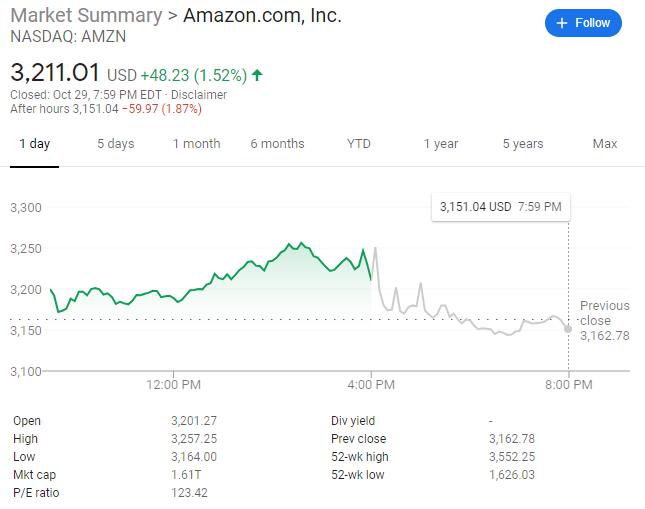 Market Summary > Amazon.com, Inc.
NASDAQ: AMZN
+ Follow
3,211.01 USD +48.23 (1.52%) ↑
Closed: Oct 29, 7:59 PM EDT · Disclaimer
After hours 3,151.04 −59.97 (1.87%)
1 day 5 days 1 month 6 months YTD 1 year 5 years Max
3,151.04 USD 7:59 PM
3,300
3,250
3,200
3,150
3,100
Previous
close
3,162.78
12:00 PM 4:00 PM 8:00 PM
Open 3,201.27 Div yield -
High 3,257.25 Prev close 3,162.78
Low 3,164.00 52-wk high 3,552.25
Mkt cap 1.61T 52-wk low 1,626.03
P/E ratio 123.42